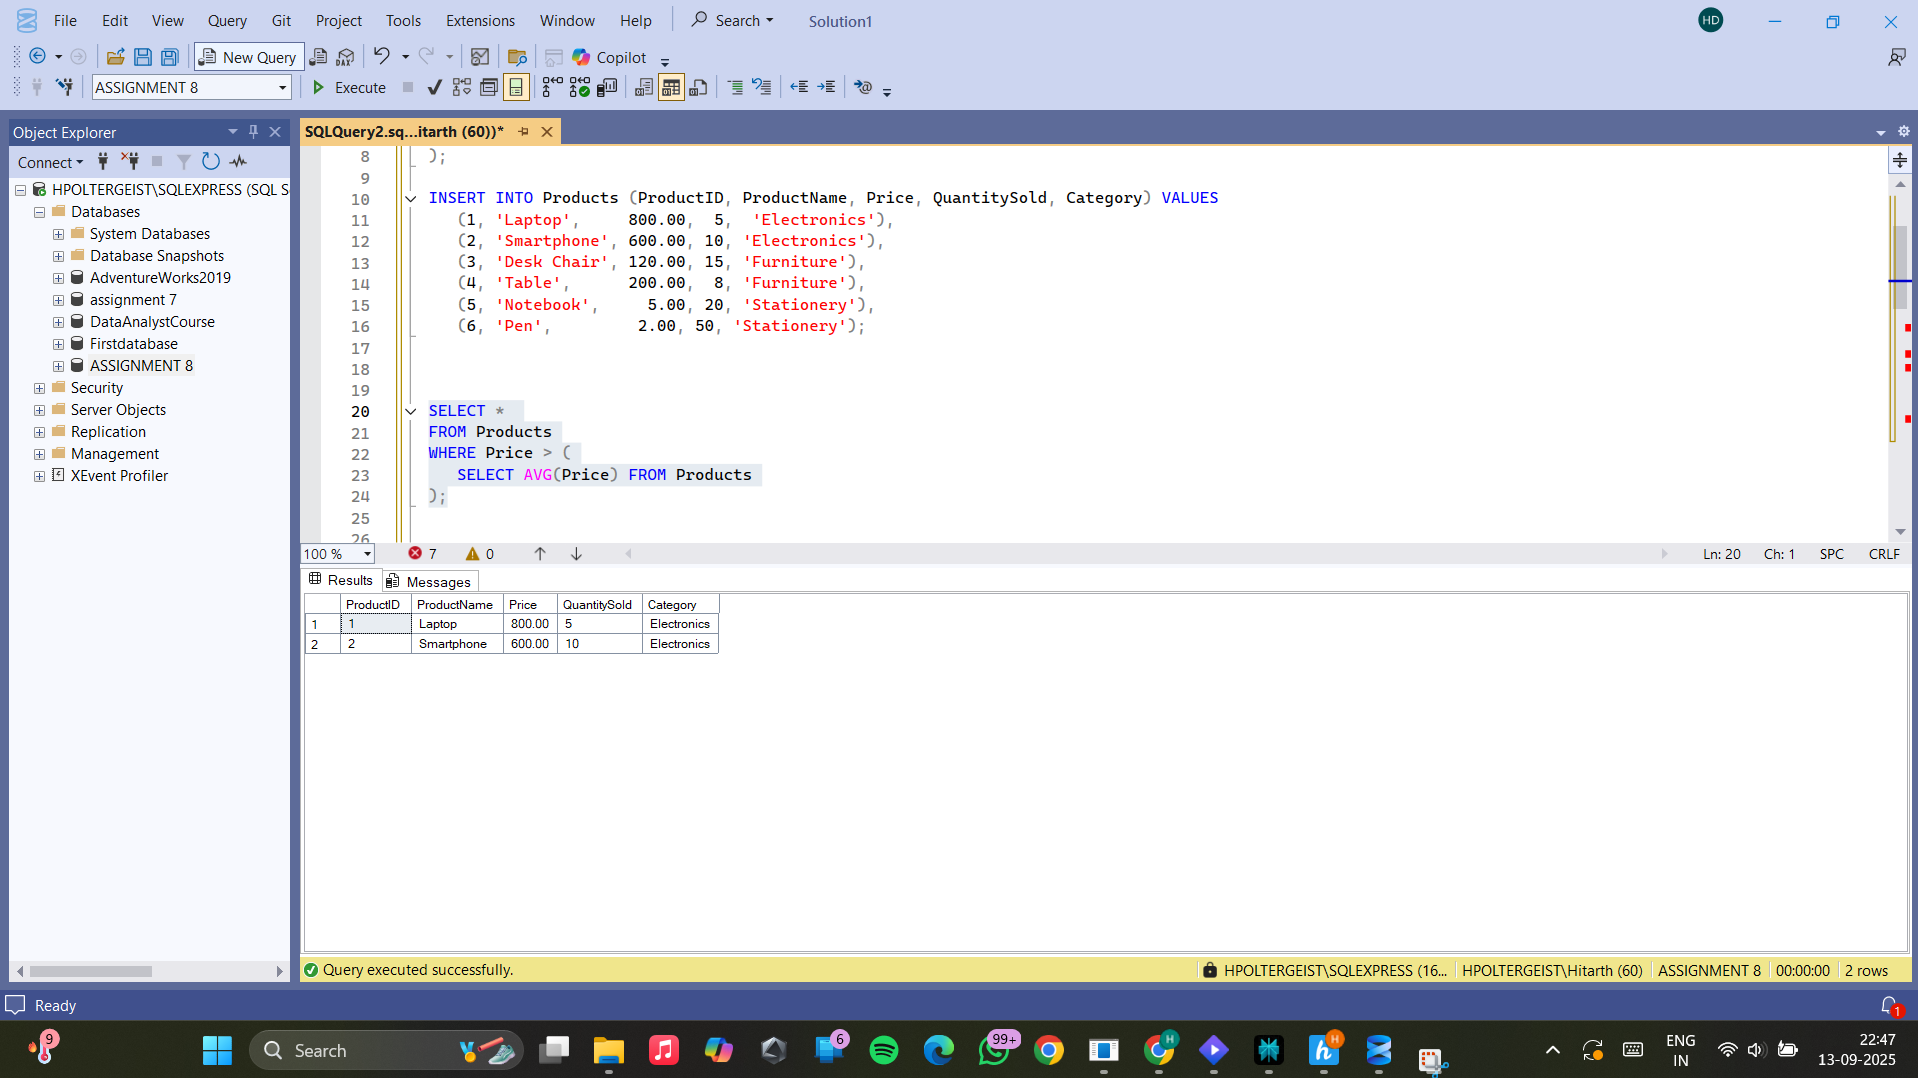 File Edit View Query Git Project Tools Extensions Window Help Search Solution1 HD
New Query DAX Copilot
ASSIGNMENT 8 Execute
Object Explorer
Connect
HPOLTERGEIST\SQLEXPRESS (SQL S
Databases
System Databases
Database Snapshots
AdventureWorks2019
assignment 7
DataAnalystCourse
Firstdatabase
ASSIGNMENT 8
Security
Server Objects
Replication
Management
XEvent Profiler
SQLQuery2.sq...itarth (60))*
8 );
9
10 INSERT INTO Products (ProductID, ProductName, Price, QuantitySold, Category) VALUES
11 (1, 'Laptop', 800.00, 5, 'Electronics'),
12 (2, 'Smartphone', 600.00, 10, 'Electronics'),
13 (3, 'Desk Chair', 120.00, 15, 'Furniture'),
14 (4, 'Table', 200.00, 8, 'Furniture'),
15 (5, 'Notebook', 5.00, 20, 'Stationery'),
16 (6, 'Pen', 2.00, 50, 'Stationery');
17
18
19
20 SELECT *
21 FROM Products
22 WHERE Price > (
23 SELECT AVG(Price) FROM Products
24 );
25
26
100 % 7 0 Ln: 20 Ch: 1 SPC CRLF
Results Messages
ProductID ProductName Price QuantitySold Category
1 1 Laptop 800.00 5 Electronics
2 2 Smartphone 600.00 10 Electronics
Query executed successfully. HPOLTERGEIST\SQLEXPRESS (16... HPOLTERGEIST\Hitarth (60) ASSIGNMENT 8 00:00:00 2 rows
Ready 1
9 Search 6 99+ H H ENG IN 22:47
13-09-2025